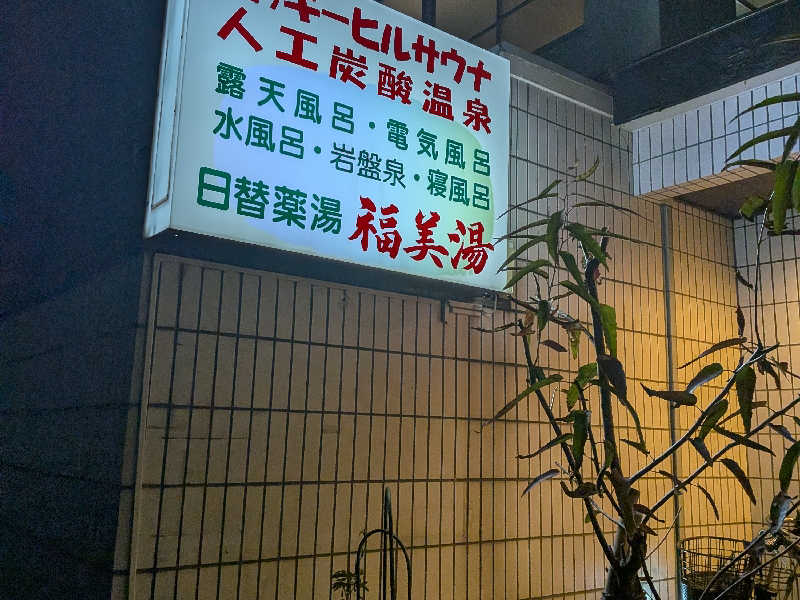 ーヒルサウナ
人工炭酸温泉
露天風呂・電気風呂
水風呂・岩盤泉・寝風呂
日替薬湯 福美湯